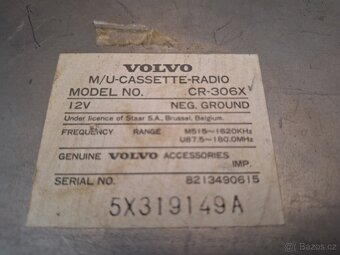 VOLVO
M/U-CASSETTE-RADIO
MODEL NO. CR-306X
12V NEG. GROUND
Under licence of Staar S.A., Brussel, Belgium.
FREQUENCY RANGE M515~1620KHz
U87.5~180.0MHz
GENUINE VOLVO ACCESSORIES
IMP.
SERIAL NO. 8213490615
5X319149A
Bazoš.cz